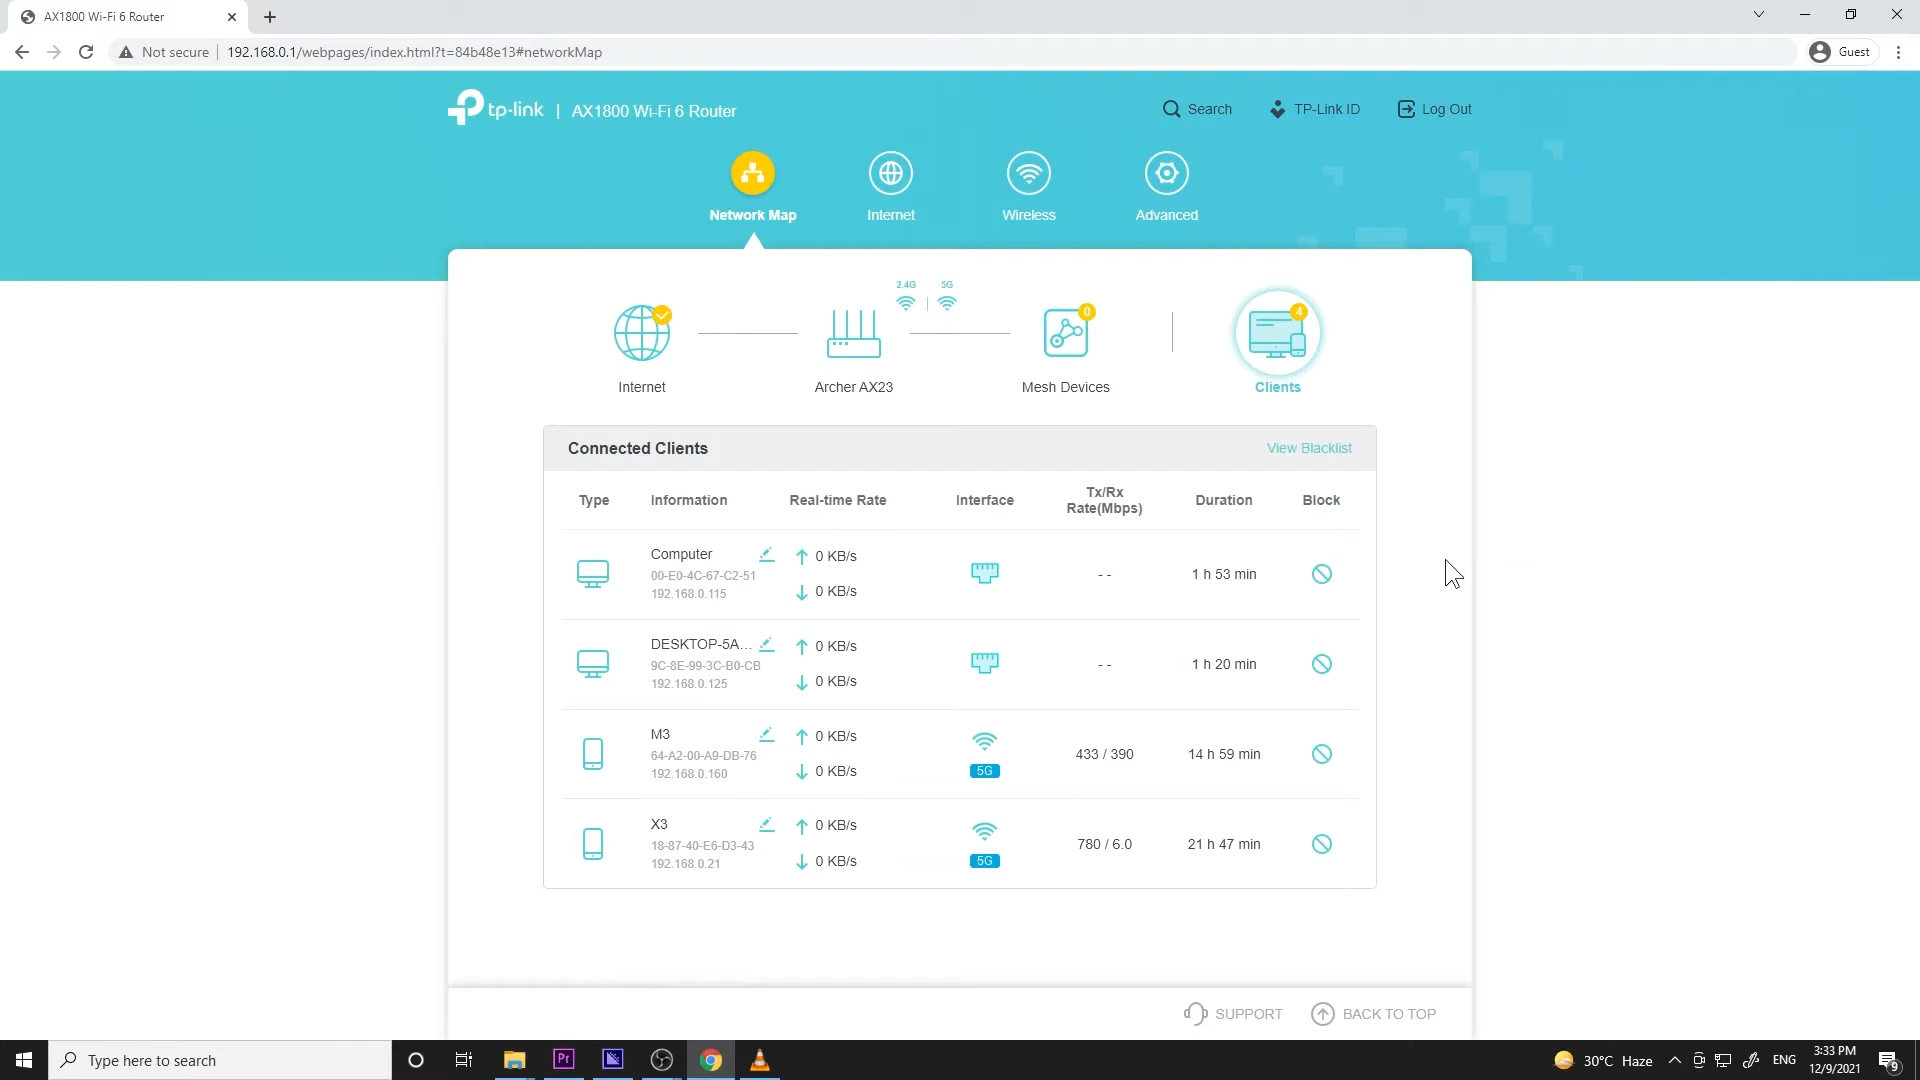 AX1800 Wi-Fi 6 Router
Not secure | 192.168.0.1/webpages/index.html?t=84b48e13#networkMap
Guest
tp-link | AX1800 Wi-Fi 6 Router
Search
TP-Link ID
Log Out
Network Map
Internet
Wireless
Advanced
2.4G
5G
0
4
Internet
Archer AX23
Mesh Devices
Clients
Connected Clients
View Blacklist
Type
Information
Real-time Rate
Interface
Tx/Rx
Rate(Mbps)
Duration
Block
Computer
00-E0-4C-67-C2-51
192.168.0.115
0 KB/s
0 KB/s
- -
1 h 53 min
DESKTOP-5A...
9C-8E-99-3C-B0-CB
192.168.0.125
0 KB/s
0 KB/s
- -
1 h 20 min
M3
64-A2-00-A9-DB-76
192.168.0.160
0 KB/s
0 KB/s
5G
433 / 390
14 h 59 min
X3
18-87-40-E6-D3-43
192.168.0.21
0 KB/s
0 KB/s
5G
780 / 6.0
21 h 47 min
SUPPORT
BACK TO TOP
Type here to search
Pr
30°C Haze
ENG
3:33 PM
12/9/2021
9